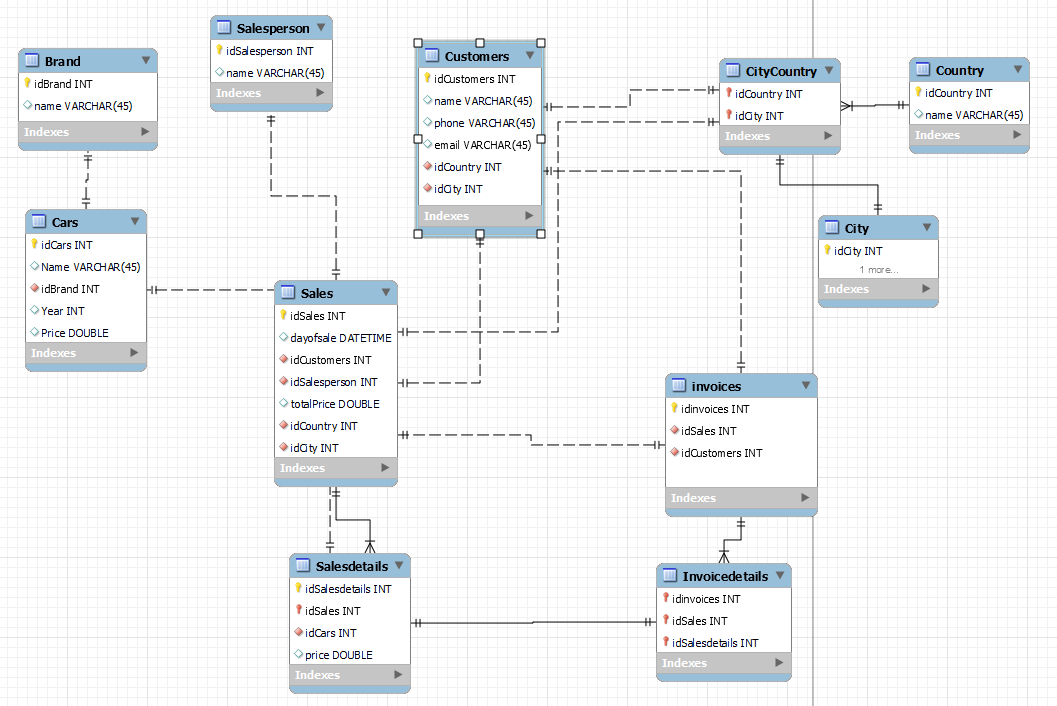 Brand
idBrand INT
name VARCHAR(45)
Indexes
Salesperson
idSalesperson INT
name VARCHAR(45)
Indexes
Customers
idCustomers INT
name VARCHAR(45)
phone VARCHAR(45)
email VARCHAR(45)
idCountry INT
idCity INT
Indexes
CityCountry
idCountry INT
idCity INT
Indexes
Country
idCountry INT
name VARCHAR(45)
Indexes
City
idCity INT
1 more...
Indexes
Cars
idCars INT
Name VARCHAR(45)
idBrand INT
Year INT
Price DOUBLE
Indexes
Sales
idSales INT
dayofsale DATETIME
idCustomers INT
idSalesperson INT
totalPrice DOUBLE
idCountry INT
idCity INT
Indexes
invoices
idinvoices INT
idSales INT
idCustomers INT
Indexes
Salesdetails
idSalesdetails INT
idSales INT
idCars INT
price DOUBLE
Indexes
Invoicedetails
idinvoices INT
idSales INT
idSalesdetails INT
Indexes